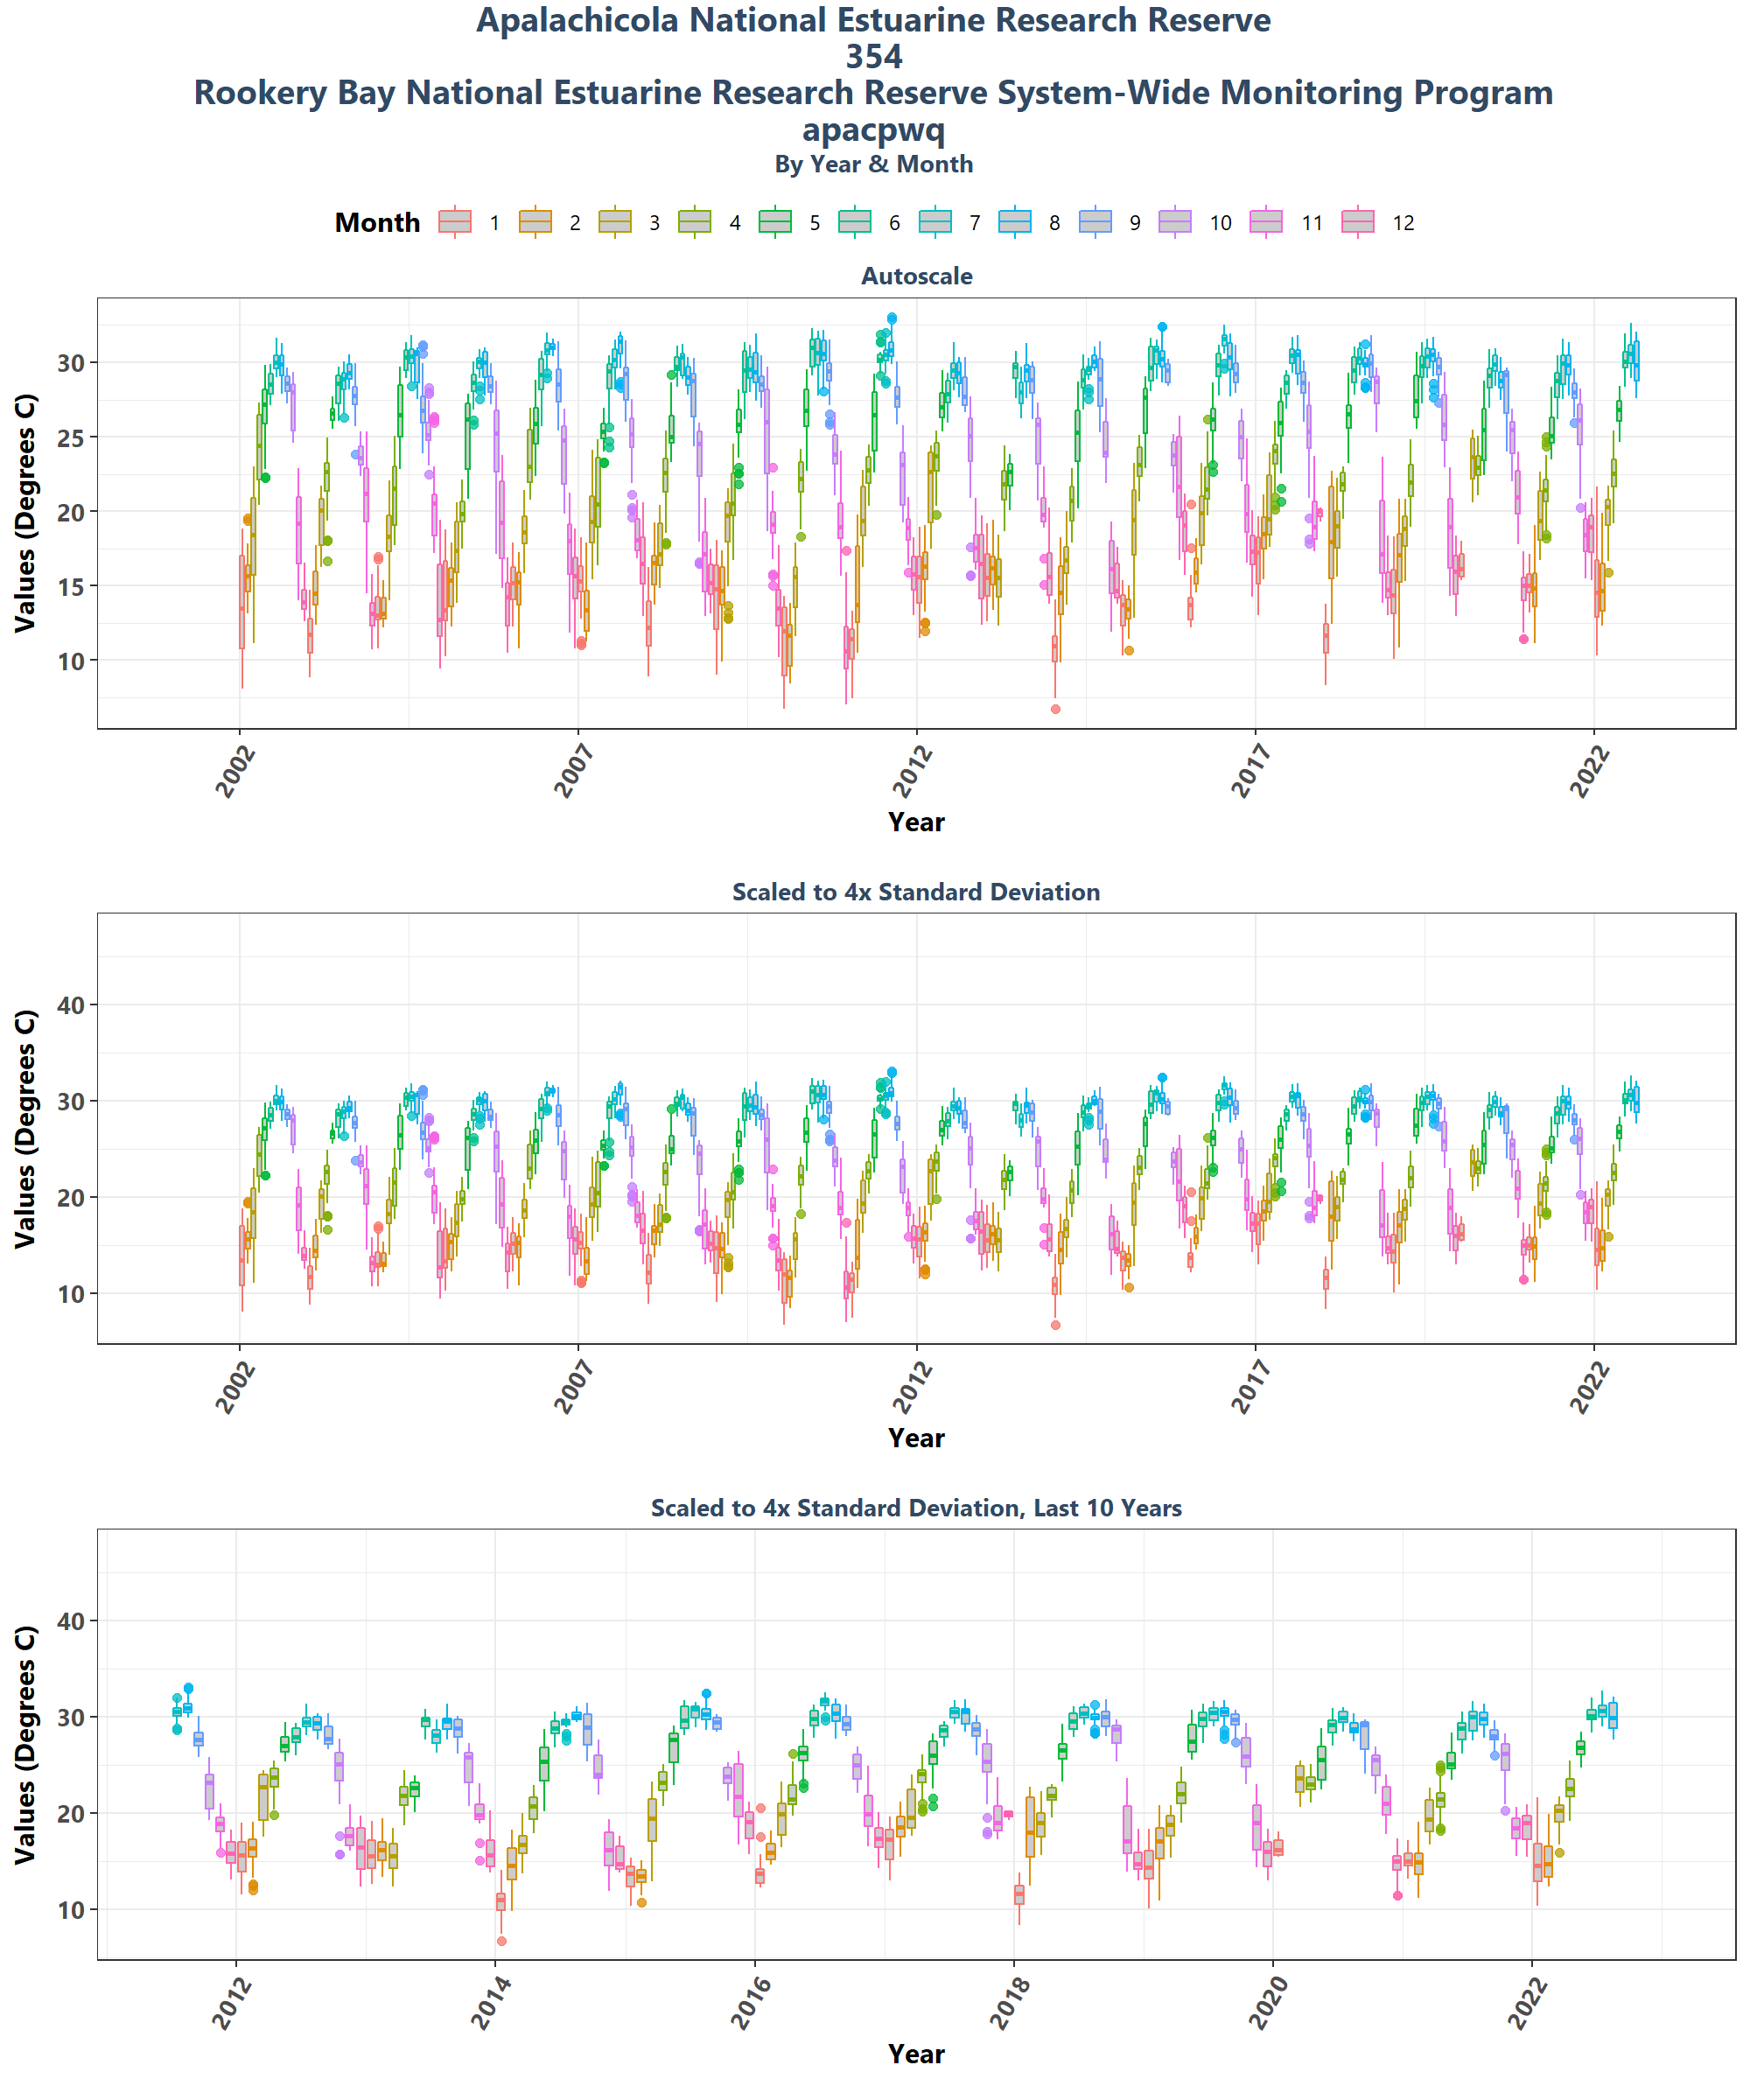 Apalachicola National Estuarine Research Reserve
354
Rookery Bay National Estuarine Research Reserve System-Wide Monitoring Program
apacpwq
By Year & Month
Month 1 2 3 4 5 6 7 8 9 10 11 12
Autoscale
Values (Degrees C)
30
25
20
15
10
2002 2007 2012 2017 2022
Year
Scaled to 4x Standard Deviation
Values (Degrees C)
40
30
20
10
2002 2007 2012 2017 2022
Year
Scaled to 4x Standard Deviation, Last 10 Years
Values (Degrees C)
40
30
20
10
2012 2014 2016 2018 2020 2022
Year